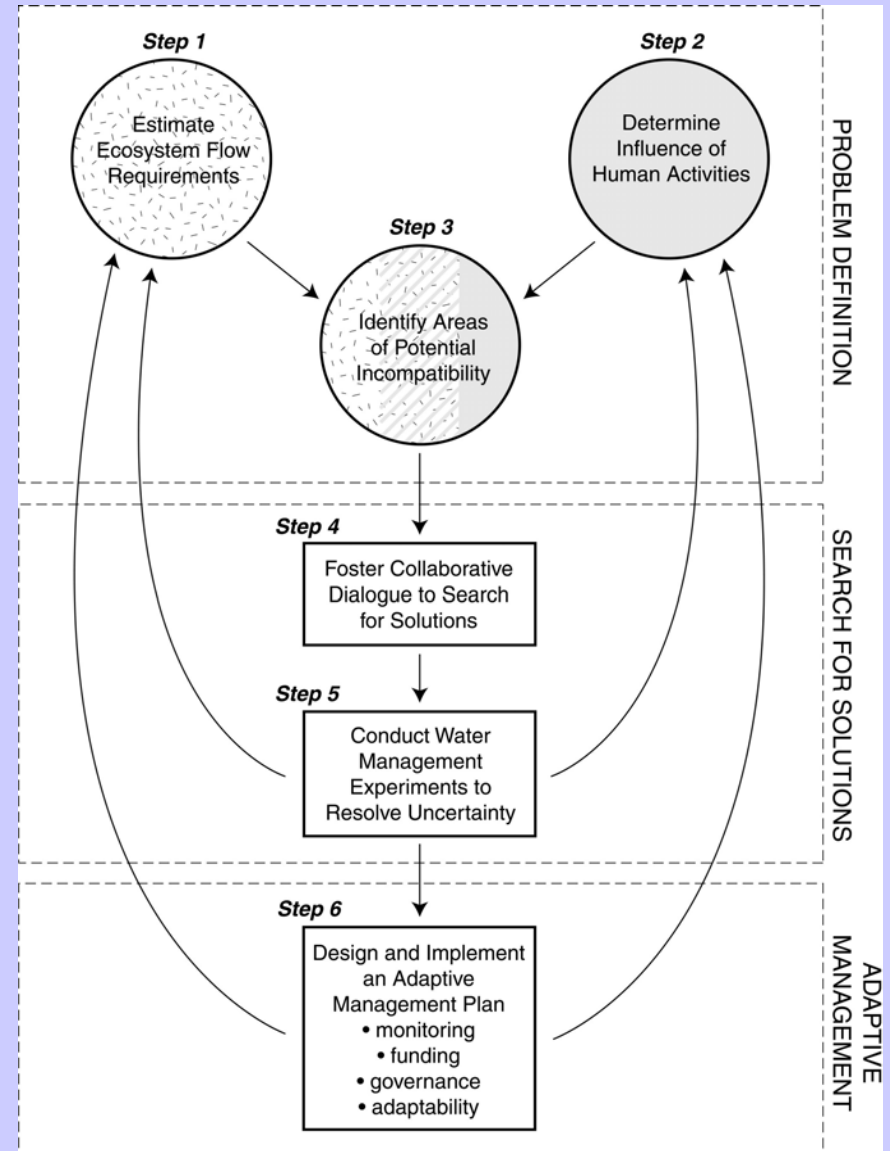 Step 1
Estimate
Ecosystem Flow
Requirements
Step 2
Determine
Influence of
Human Activities
Step 3
Identify Areas
of Potential
Incompatibility
PROBLEM DEFINITION
Step 4
Foster Collaborative
Dialogue to Search
for Solutions
Step 5
Conduct Water
Management
Experiments to
Resolve Uncertainty
SEARCH FOR SOLUTIONS
Step 6
Design and Implement
an Adaptive
Management Plan
• monitoring
• funding
• governance
• adaptability
ADAPTIVE
MANAGEMENT